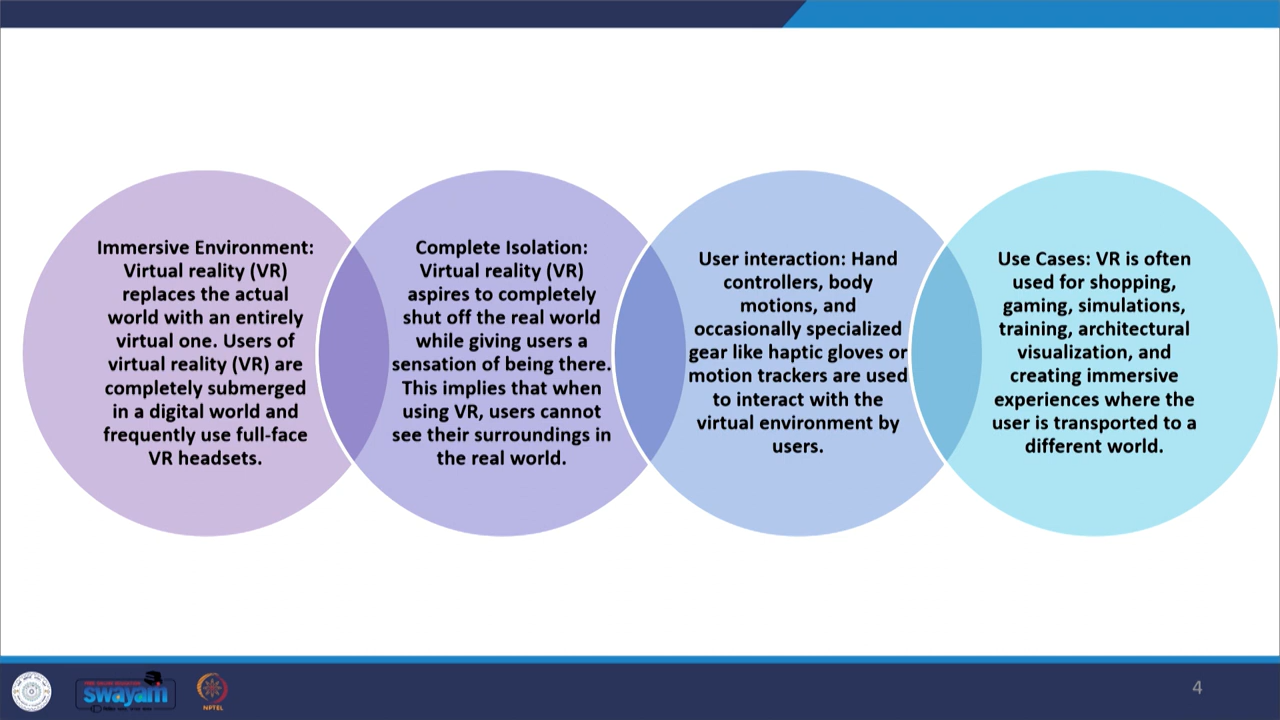 Immersive Environment:
Virtual reality (VR)
replaces the actual
world with an entirely
virtual one. Users of
virtual reality (VR) are
completely submerged
in a digital world and
frequently use full-face
VR headsets.
Complete Isolation:
Virtual reality (VR)
aspires to completely
shut off the real world
while giving users a
sensation of being there.
This implies that when
using VR, users cannot
see their surroundings in
the real world.
User interaction: Hand
controllers, body
motions, and
occasionally specialized
gear like haptic gloves or
motion trackers are used
to interact with the
virtual environment by
users.
Use Cases: VR is often
used for shopping,
gaming, simulations,
training, architectural
visualization, and
creating immersive
experiences where the
user is transported to a
different world.
swayam
NPTEL
4